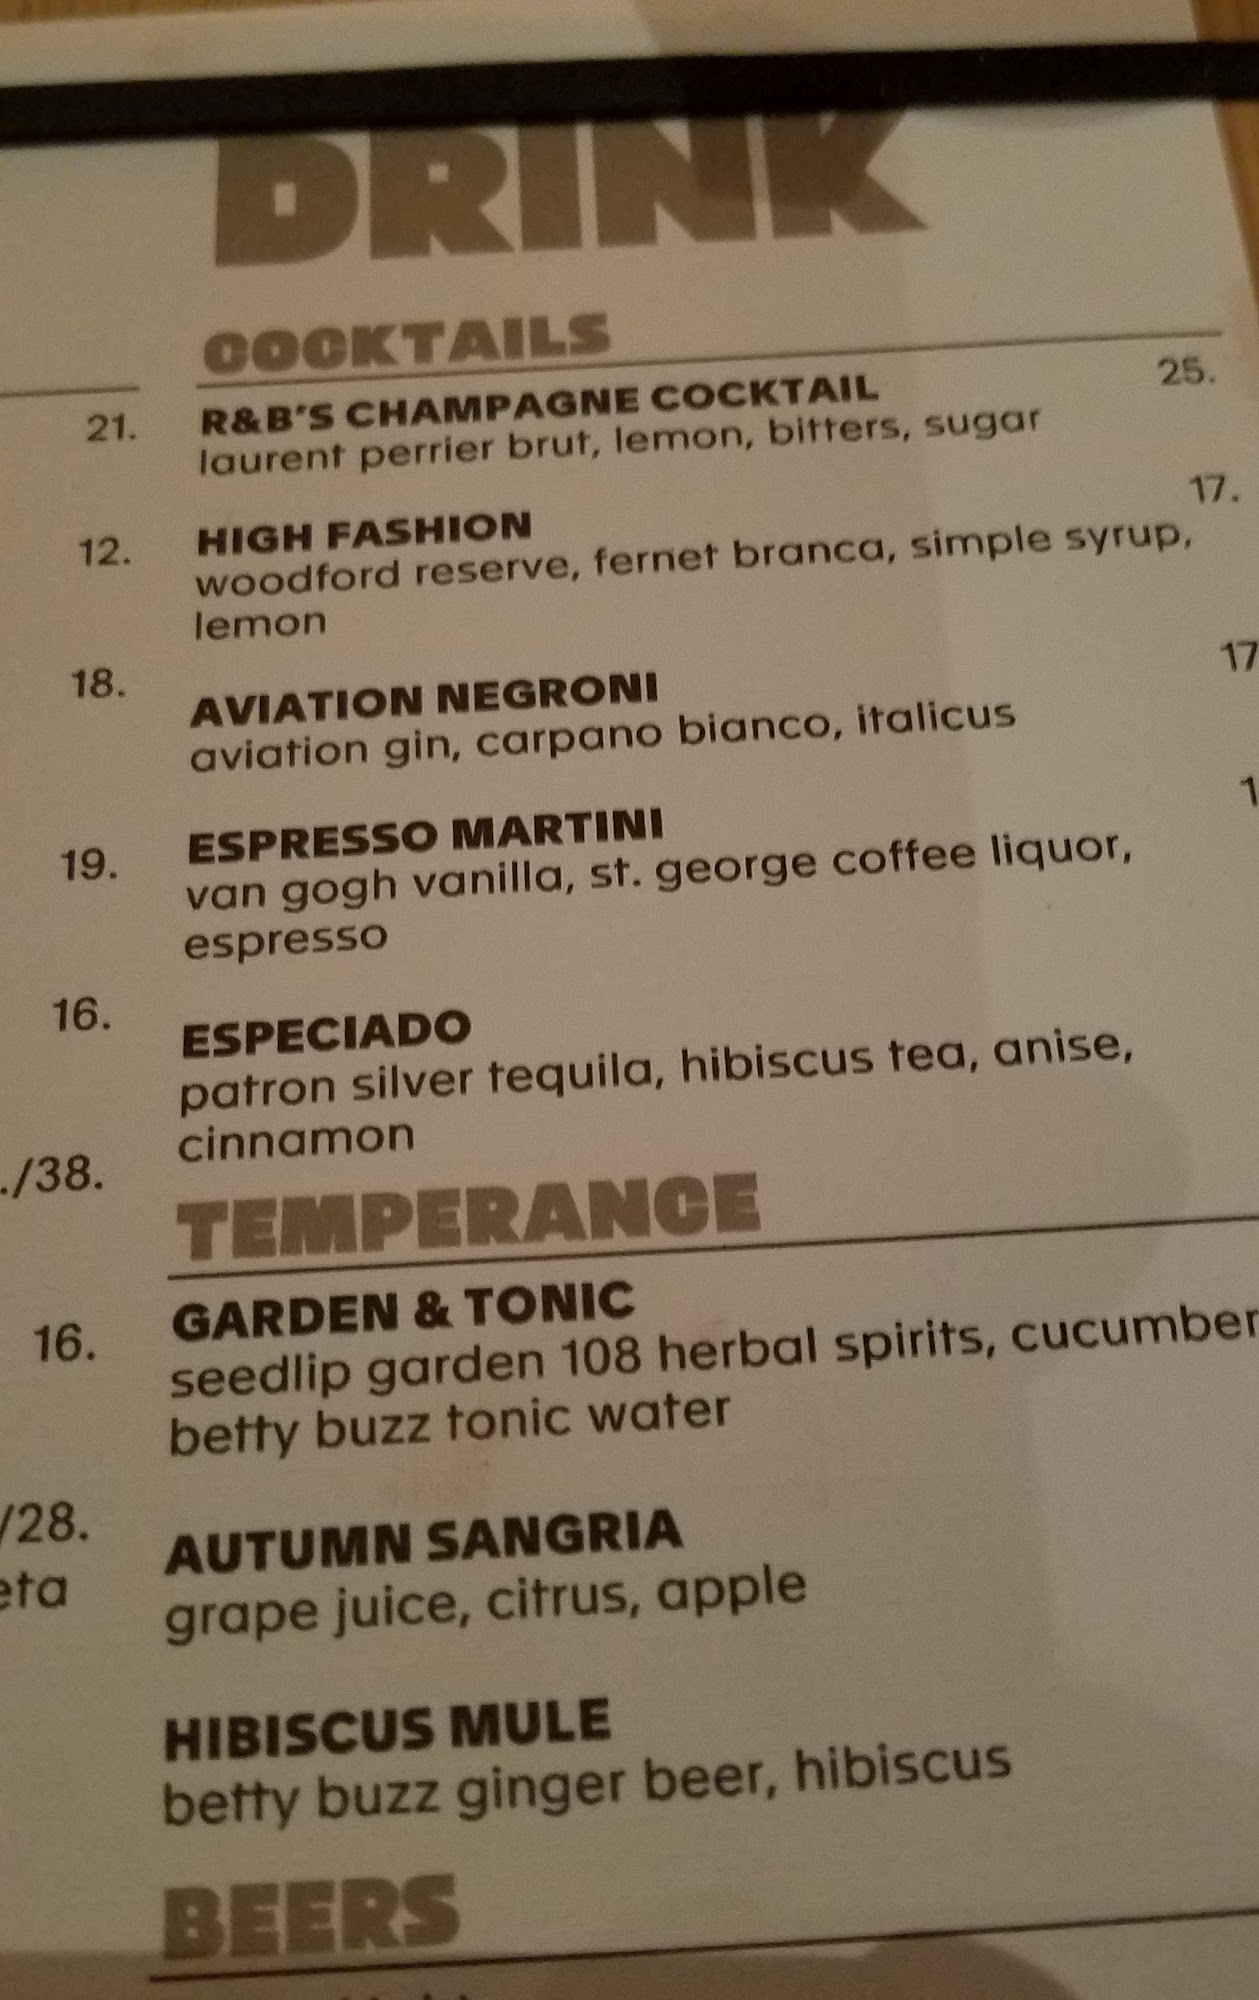 DRINK
COCKTAILS
21.
R&B'S CHAMPAGNE COCKTAIL 25.
laurent perrier brut, lemon, bitters, sugar
12.
HIGH FASHION 17.
woodford reserve, fernet branca, simple syrup,
lemon
18.
AVIATION NEGRONI 17
aviation gin, carpano bianco, italicus
19.
ESPRESSO MARTINI 1
van gogh vanilla, st. george coffee liquor,
espresso
16.
ESPECIADO
patron silver tequila, hibiscus tea, anise,
cinnamon
./38.
TEMPERANCE
16.
GARDEN & TONIC
seedlip garden 108 herbal spirits, cucumber
betty buzz tonic water
/28.
eta
AUTUMN SANGRIA
grape juice, citrus, apple
HIBISCUS MULE
betty buzz ginger beer, hibiscus
BEERS